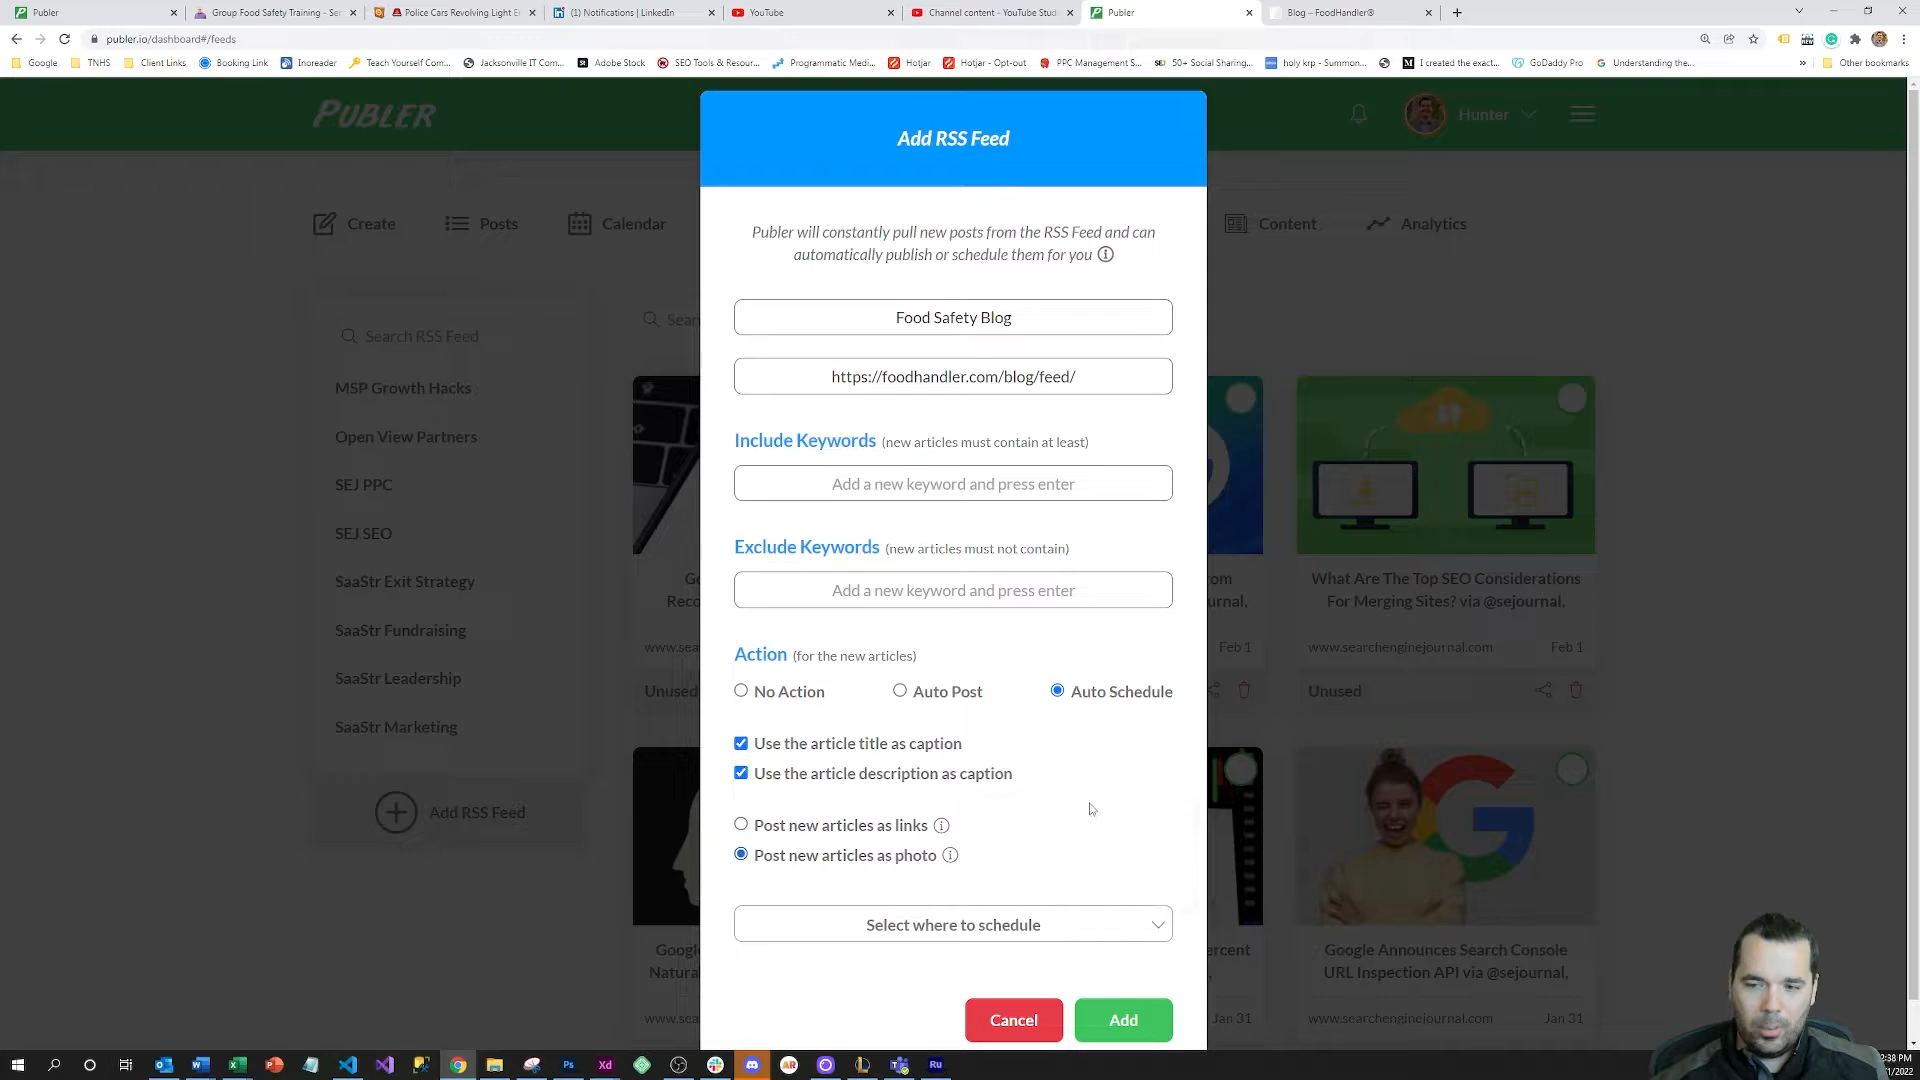 Publer
Group Food Safety Training - Ser
Police Cars Revolving Light E
(1) Notifications | LinkedIn
YouTube
Channel content - YouTube Stud
Publer
Blog – FoodHandler®
publer.io/dashboard#/feeds
Google
TNHS
Client Links
Booking Link
Inoreader
Teach Yourself Com...
Jacksonville IT Com...
Adobe Stock
SEO Tools & Resour...
Programmatic Medi...
Hotjar
Hotjar - Opt-out
PPC Management S...
50+ Social Sharing...
holy krp - Summon...
I created the exact...
GoDaddy Pro
Understanding the...
Other bookmarks
PUBLER
Hunter
Create
Posts
Calendar
Content
Analytics
Search RSS Feed
MSP Growth Hacks
Open View Partners
SEJ PPC
SEJ SEO
SaaStr Exit Strategy
SaaStr Fundraising
SaaStr Leadership
SaaStr Marketing
Add RSS Feed
Add RSS Feed
Publer will constantly pull new posts from the RSS Feed and can
automatically publish or schedule them for you
Food Safety Blog
https://foodhandler.com/blog/feed/
Include Keywords (new articles must contain at least)
Add a new keyword and press enter
Exclude Keywords (new articles must not contain)
Add a new keyword and press enter
Action (for the new articles)
No Action
Auto Post
Auto Schedule
Use the article title as caption
Use the article description as caption
Post new articles as links
Post new articles as photo
Select where to schedule
Cancel
Add
What Are The Top SEO Considerations
For Merging Sites? via @sejournal,
www.searchenginejournal.com
Feb 1
Feb 1
Unused
Unused
Google Announces Search Console
URL Inspection API via @sejournal,
www.searchenginejournal.com
Jan 31
Jan 31